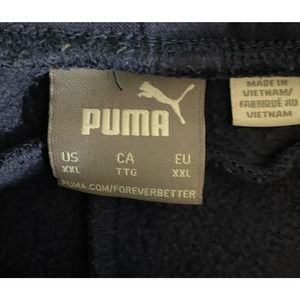 PUMA
US CA EU
XXL TTG XXL
PUMA.COM/FOREVERBETTER
MADE IN
VIETNAM/
FABRIQUÉ AU
VIETNAM